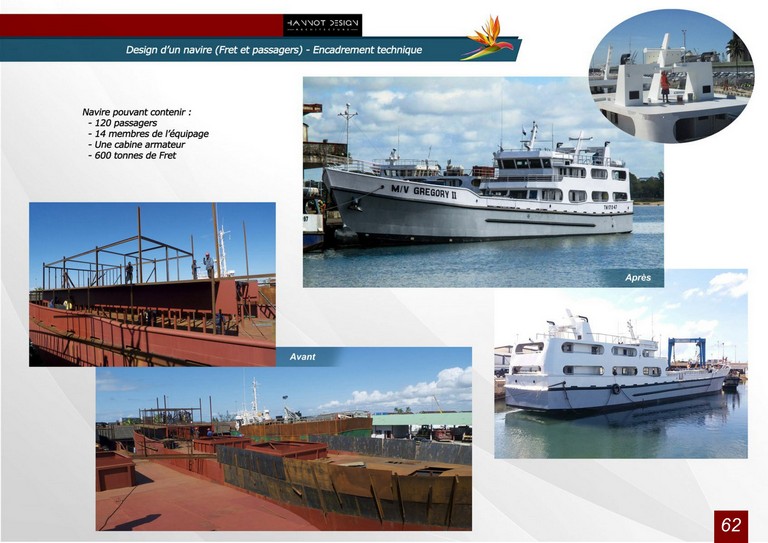 HANNOT DESIGN
ARCHITECTURE
Design d'un navire (Fret et passagers) - Encadrement technique
Navire pouvant contenir :
- 120 passagers
- 14 membres de l'équipage
- Une cabine armateur
- 600 tonnes de Fret
M/V GREGORY II
Après
Avant
62